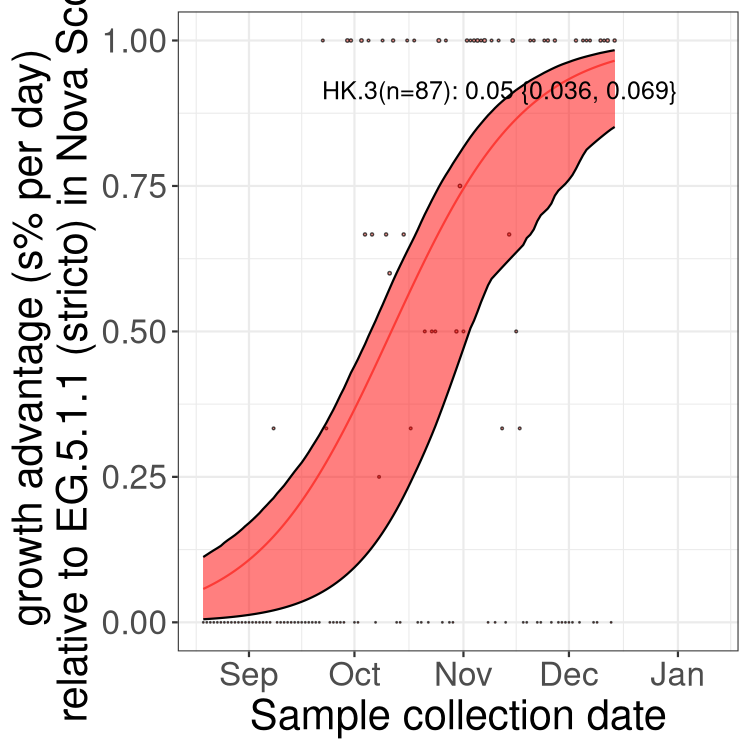 growth advantage (s% per day)
relative to EG.5.1.1 (stricto) in Nova
1.00
0.75
0.50
0.25
0.00
HK.3(n=87): 0.05 {0.036, 0.069}
Sep Oct Nov Dec Jan
Sample collection date